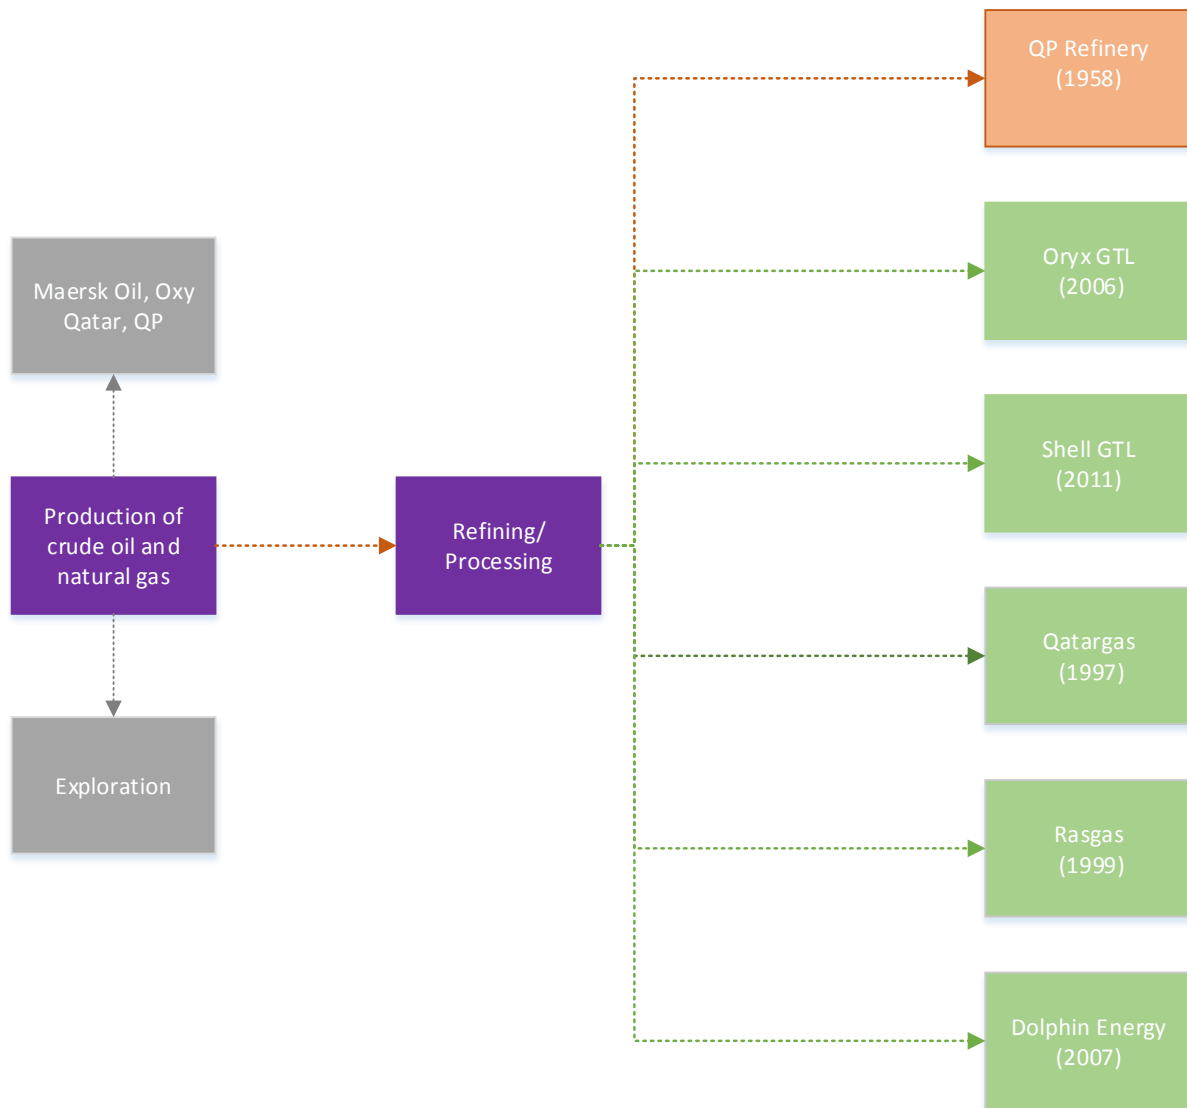 QP Refinery
(1958)
Oryx GTL
(2006)
Maersk Oil, Oxy
Qatar, QP
Shell GTL
(2011)
Production of
crude oil and
natural gas
Refining/
Processing
Qatargas
(1997)
Exploration
Rasgas
(1999)
Dolphin Energy
(2007)